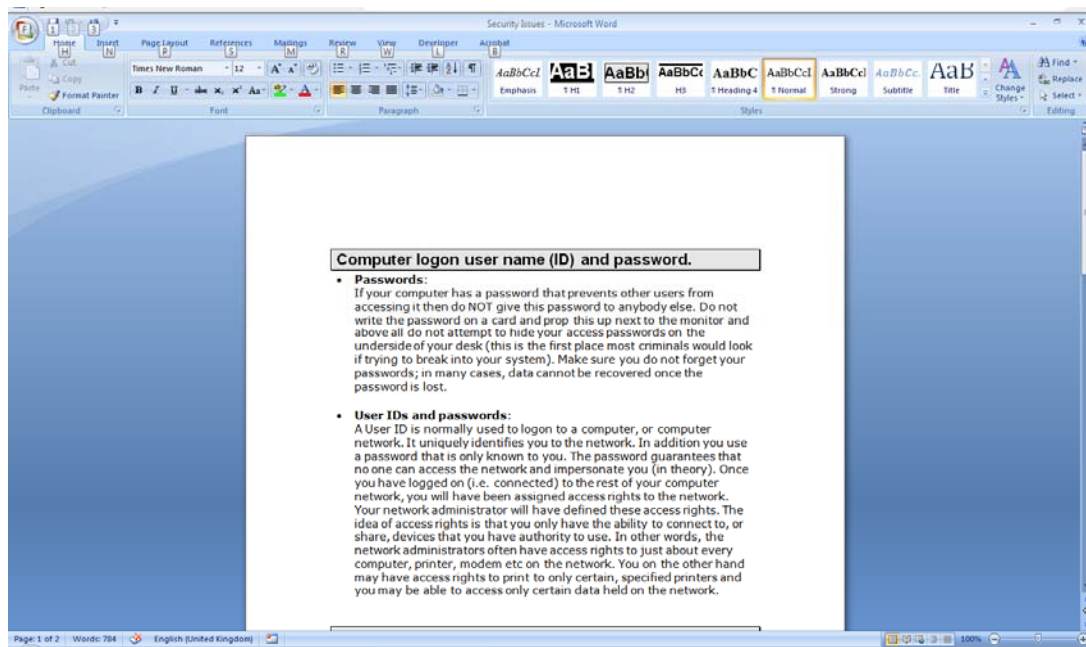 Security Issues - Microsoft Word
1 2 3
F
Home Insert Page Layout References Mailings Review View Developer Acrobat
H N P S M R W L B
Cut
Copy
Format Painter
Paste
Clipboard
Times New Roman 12
Font
Paragraph
AaBbCcI AaBl AaBb( AaBbCc AaBbC AaBbCcI AaBbCcl AaBbCc. AaB
Emphasis ¶ H1 ¶ H2 H3 ¶ Heading 4 ¶ Normal Strong Subtitle Title
Change Styles
Styles
Find
Replace
Select
Editing
Computer logon user name (ID) and password.
• Passwords:
If your computer has a password that prevents other users from
accessing it then do NOT give this password to anybody else. Do not
write the password on a card and prop this up next to the monitor and
above all do not attempt to hide your access passwords on the
underside of your desk (this is the first place most criminals would look
if trying to break into your system). Make sure you do not forget your
passwords; in many cases, data cannot be recovered once the
password is lost.
• User IDs and passwords:
A User ID is normally used to logon to a computer, or computer
network. It uniquely identifies you to the network. In addition you use
a password that is only known to you. The password guarantees that
no one can access the network and impersonate you (in theory). Once
you have logged on (i.e. connected) to the rest of your computer
network, you will have been assigned access rights to the network.
Your network administrator will have defined these access rights. The
idea of access rights is that you only have the ability to connect to, or
share, devices that you have authority to use. In other words, the
network administrators often have access rights to just about every
computer, printer, modem etc on the network. You on the other hand
may have access rights to print to only certain, specified printers and
you may be able to access only certain data held on the network.
Page: 1 of 2 Words: 784 English (United Kingdom) 100%